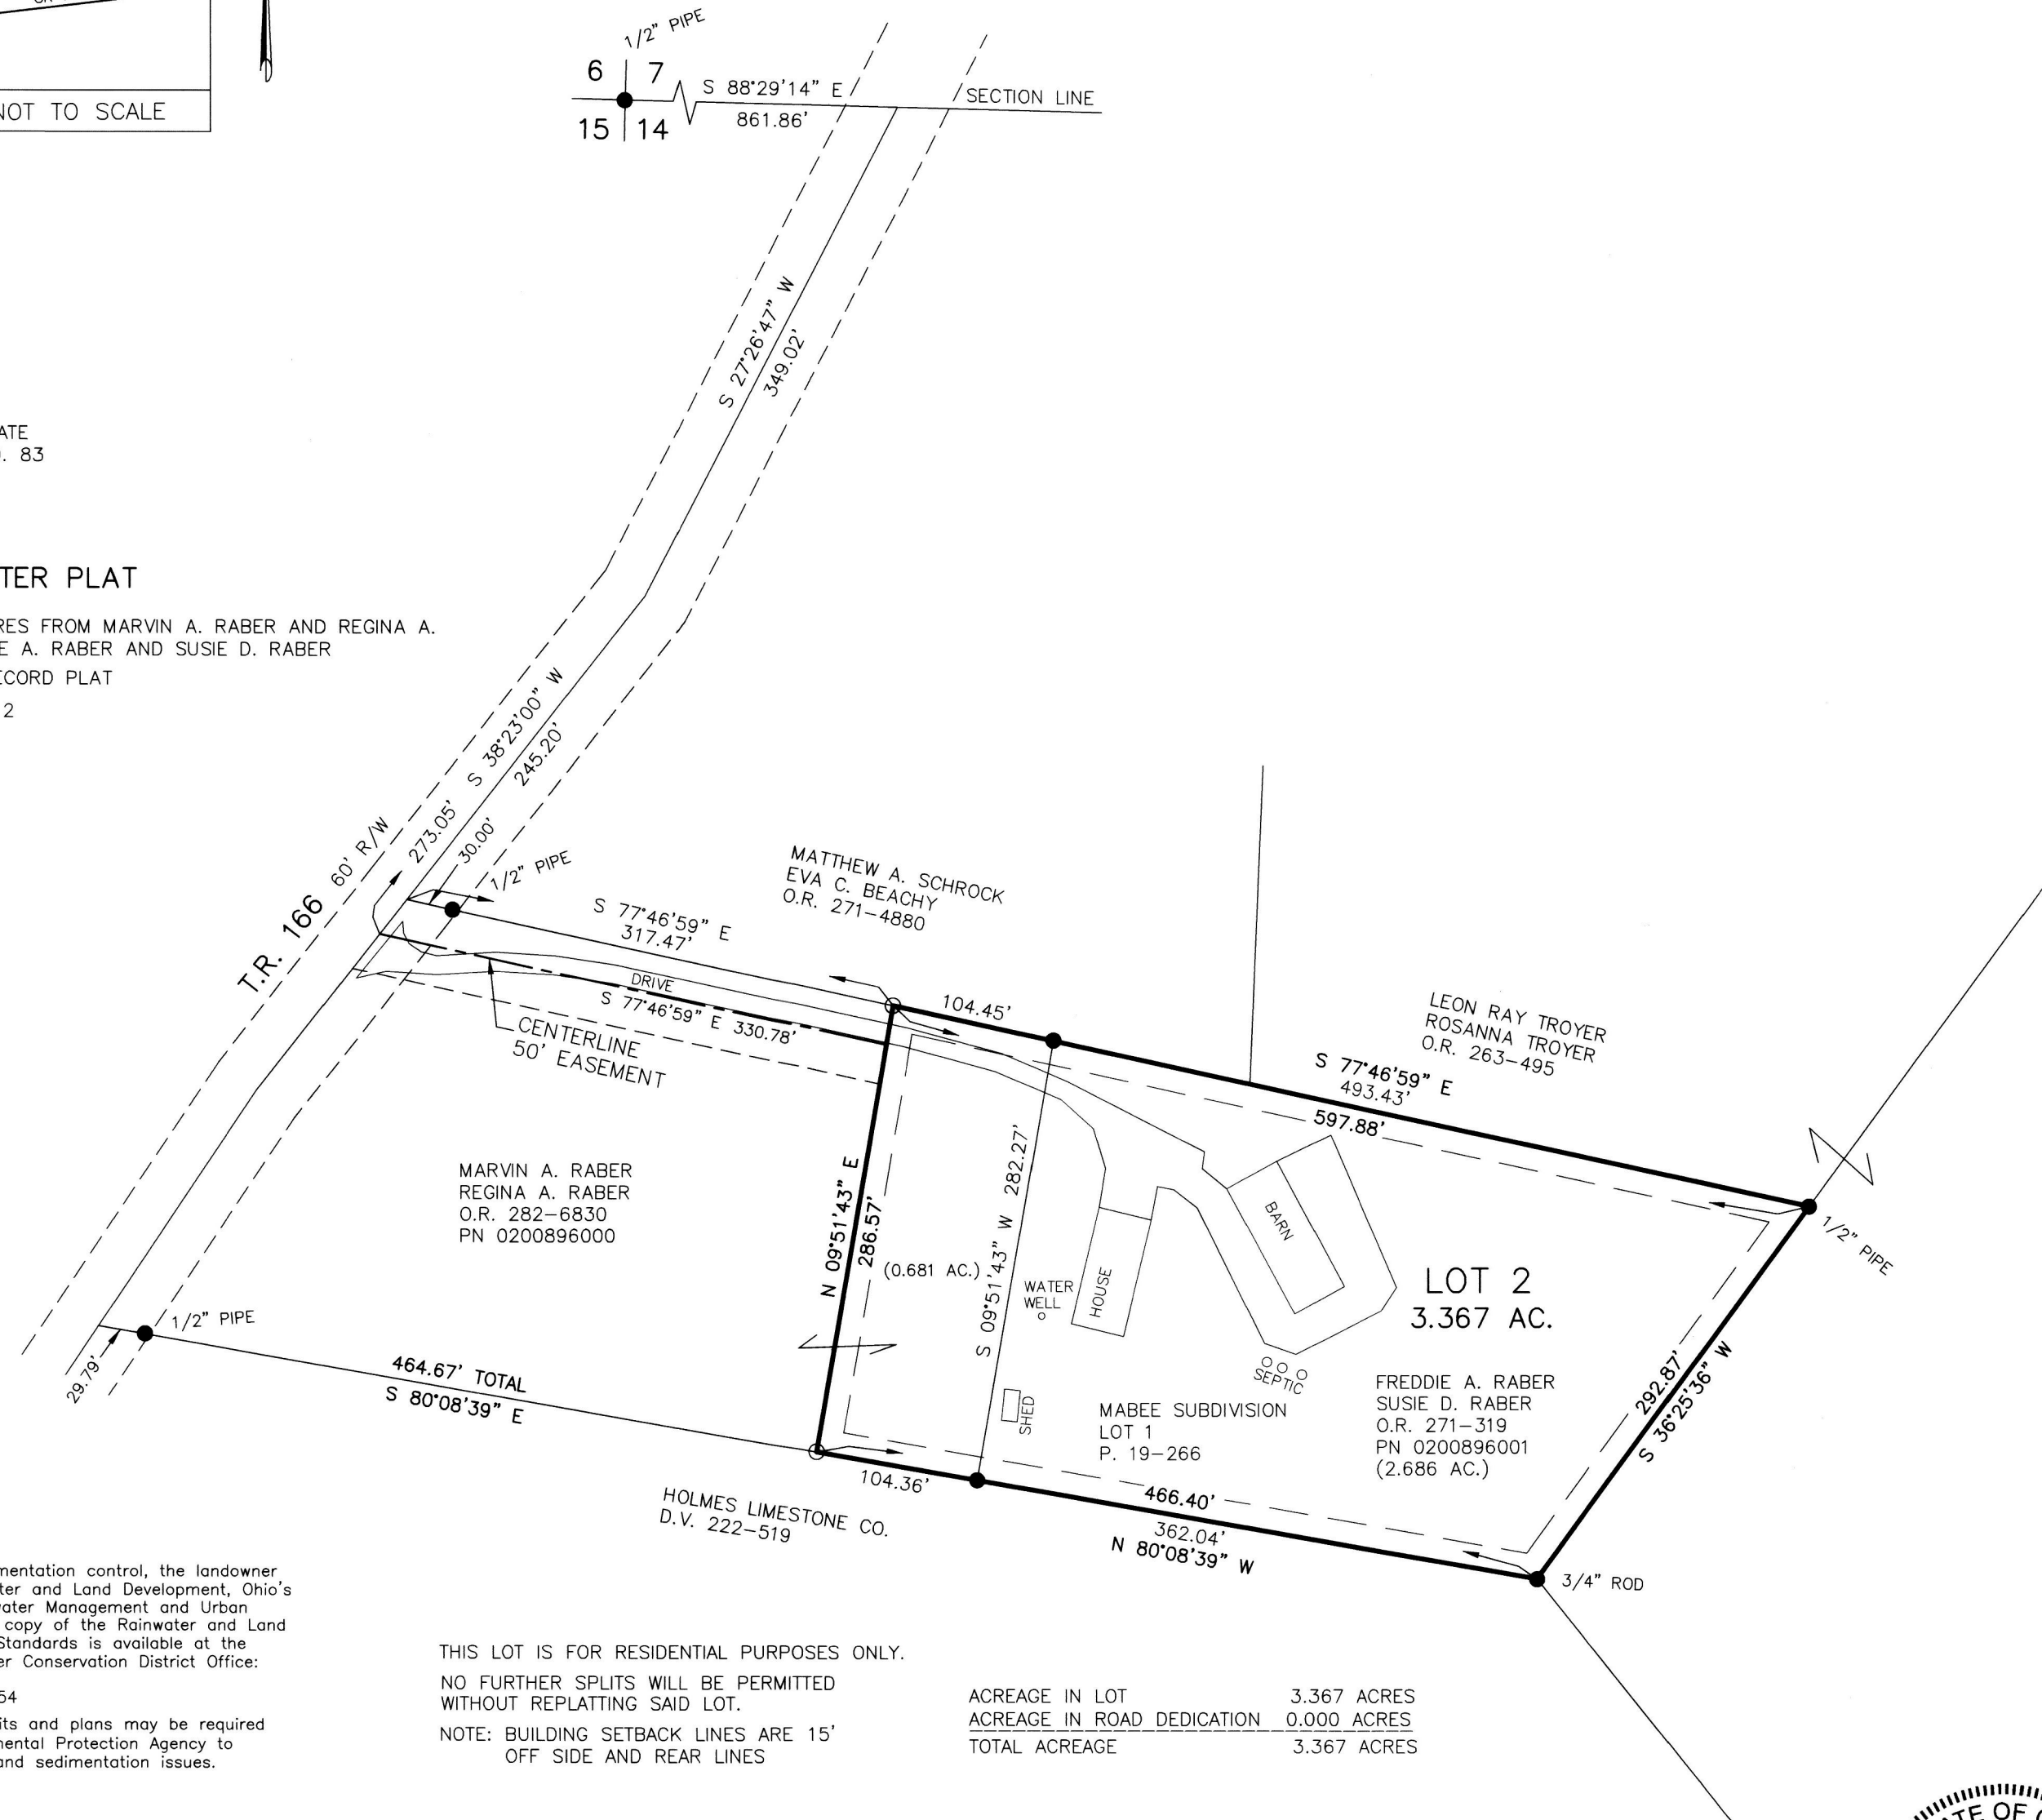 NOT TO SCALE
1/2" PIPE
6 7
15 14
S 88°29'14" E
861.86'
SECTION LINE
S 27°26'47" W
349.02'
ATE
. 83
TER PLAT
RES FROM MARVIN A. RABER AND REGINA A.
E A. RABER AND SUSIE D. RABER
ECORD PLAT
2
S 38°23'00" W
245.20'
273.05'
30.00'
T.R. 166 60' R/W
1/2" PIPE
MATTHEW A. SCHROCK
EVA C. BEACHY
O.R. 271-4880
S 77°46'59" E
317.47'
DRIVE
S 77°46'59" E 330.78'
CENTERLINE
50' EASEMENT
104.45'
LEON RAY TROYER
ROSANNA TROYER
O.R. 263-495
S 77°46'59" E
493.43'
597.88'
1/2" PIPE
MARVIN A. RABER
REGINA A. RABER
O.R. 282-6830
PN 0200896000
N 09°51'43" E
286.57'
(0.681 AC.)
S 09°51'43" W 282.27'
WATER
WELL
HOUSE
BARN
SEPTIC
SHED
LOT 2
3.367 AC.
MABEE SUBDIVISION
LOT 1
P. 19-266
FREDDIE A. RABER
SUSIE D. RABER
O.R. 271-319
PN 0200896001
(2.686 AC.)
292.87'
S 36°25'36" W
1/2" PIPE
29.79'
464.67' TOTAL
S 80°08'39" E
104.36'
HOLMES LIMESTONE CO.
D.V. 222-519
466.40'
362.04'
N 80°08'39" W
3/4" ROD
mentation control, the landowner
ter and Land Development, Ohio's
ater Management and Urban
copy of the Rainwater and Land
Standards is available at the
er Conservation District Office:
54
its and plans may be required
mental Protection Agency to
and sedimentation issues.
THIS LOT IS FOR RESIDENTIAL PURPOSES ONLY.
NO FURTHER SPLITS WILL BE PERMITTED
WITHOUT REPLATTING SAID LOT.
NOTE: BUILDING SETBACK LINES ARE 15'
OFF SIDE AND REAR LINES
ACREAGE IN LOT 3.367 ACRES
ACREAGE IN ROAD DEDICATION 0.000 ACRES
TOTAL ACREAGE 3.367 ACRES
TE OF